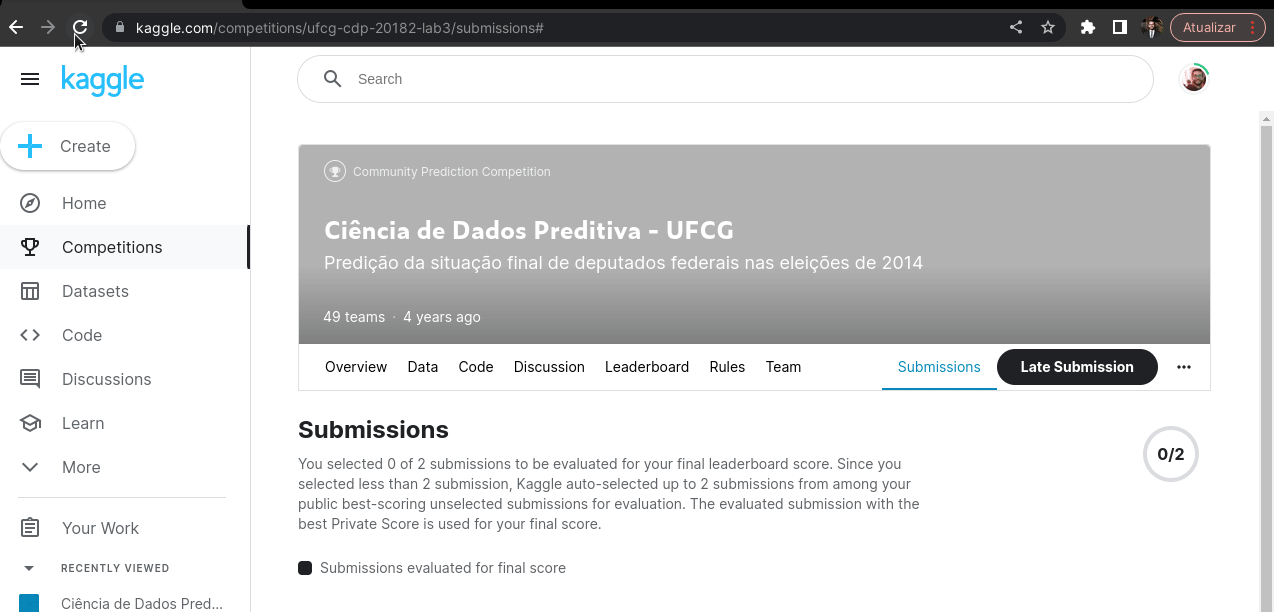 kaggle.com/competitions/ufcg-cdp-20182-lab3/submissions#
Atualizar
kaggle
Search
Create
Home
Competitions
Datasets
Code
Discussions
Learn
More
Your Work
RECENTLY VIEWED
Ciência de Dados Pred...
Community Prediction Competition
Ciência de Dados Preditiva - UFCG
Predição da situação final de deputados federais nas eleições de 2014
49 teams · 4 years ago
Overview Data Code Discussion Leaderboard Rules Team Submissions Late Submission
Submissions
0/2
You selected 0 of 2 submissions to be evaluated for your final leaderboard score. Since you
selected less than 2 submission, Kaggle auto-selected up to 2 submissions from among your
public best-scoring unselected submissions for evaluation. The evaluated submission with the
best Private Score is used for your final score.
Submissions evaluated for final score